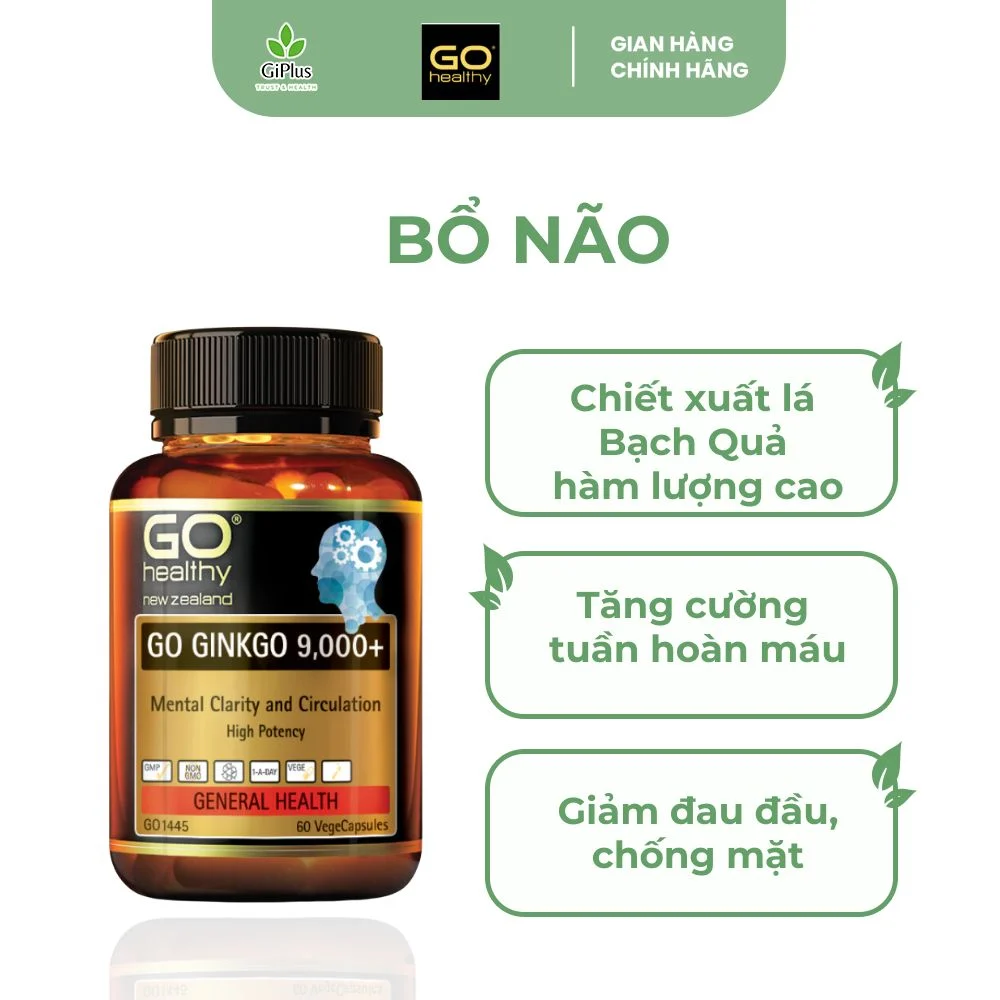 GiPlus
TRUST & HEALTH
GO®
healthy
GIAN HÀNG
CHÍNH HÃNG
BỔ NÃO
Chiết xuất lá
Bạch Quả
hàm lượng cao
Tăng cường
tuần hoàn máu
Giảm đau đầu,
chống mặt
GO®
healthy
new zealand
GO GINKGO 9,000+
Mental Clarity and Circulation
High Potency
GMP
NON
GMO
1-A-DAY
VEGE
GENERAL HEALTH
GO1445
60 VegeCapsules